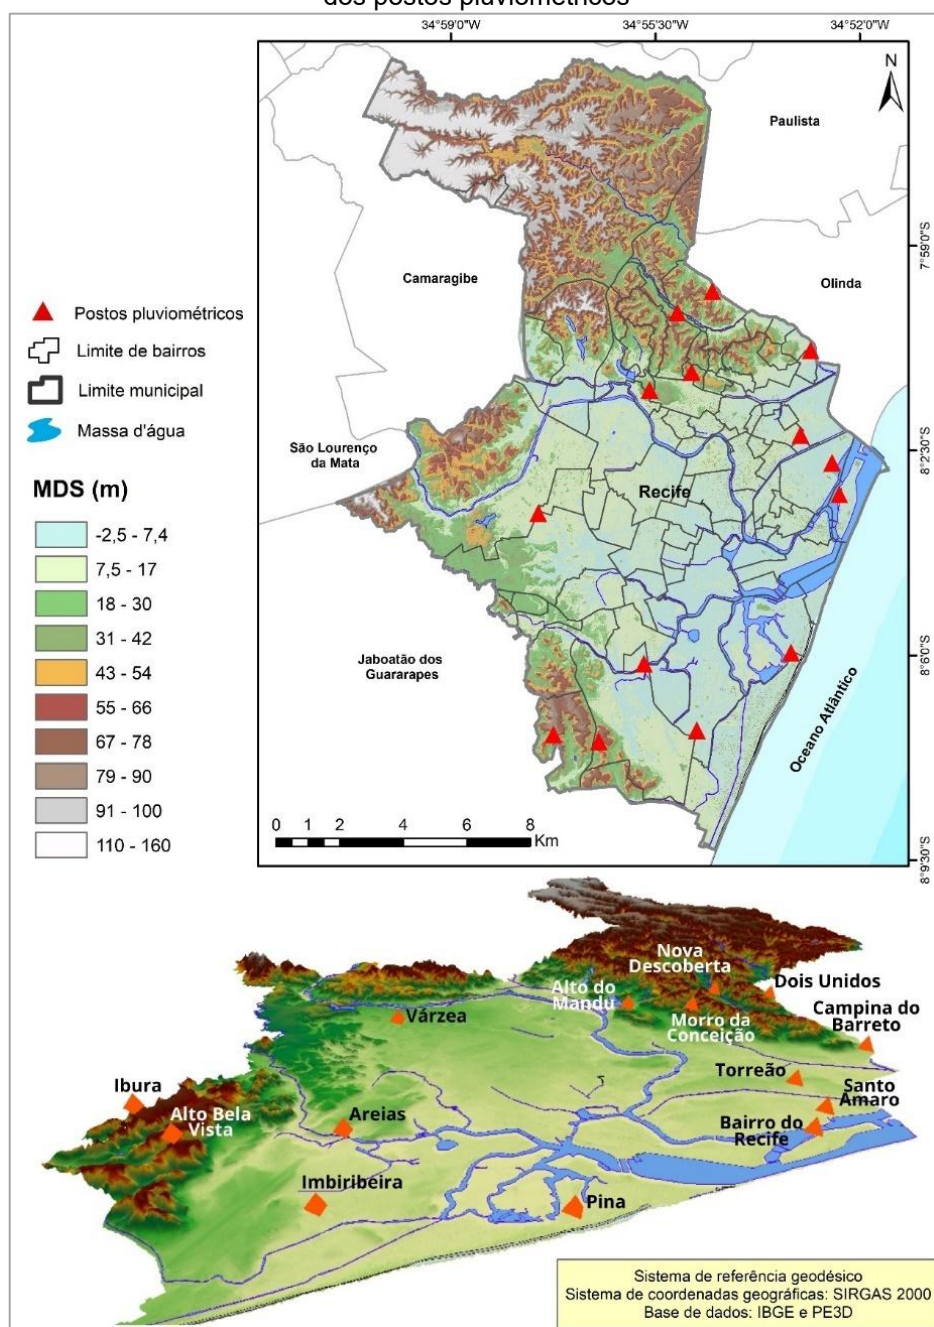 dos postos pluviométricos
34°59'0"W
34°55'30"W
34°52'0"W
N
Paulista
7°59'0"S
Camaragibe
Olinda
Postos pluviométricos
Limite de bairros
Limite municipal
Massa d'água
São Lourenço
da Mata
8°2'30"S
Recife
MDS (m)
-2,5 - 7,4
7,5 - 17
18 - 30
31 - 42
43 - 54
55 - 66
67 - 78
79 - 90
91 - 100
110 - 160
Jaboatão dos
Guararapes
8°6'0"S
Oceano Atlântico
0 1 2 4 6 8
Km
8°9'30"S
Nova
Descoberta
Alto do
Mandu
Dois Unidos
Morro da
Conceição
Campina do
Barreto
Várzea
Torreão
Ibura
Alto Bela
Vista
Areias
Santo
Amaro
Bairro do
Recife
Imbiribeira
Pina
Sistema de referência geodésico
Sistema de coordenadas geográficas: SIRGAS 2000
Base de dados: IBGE e PE3D